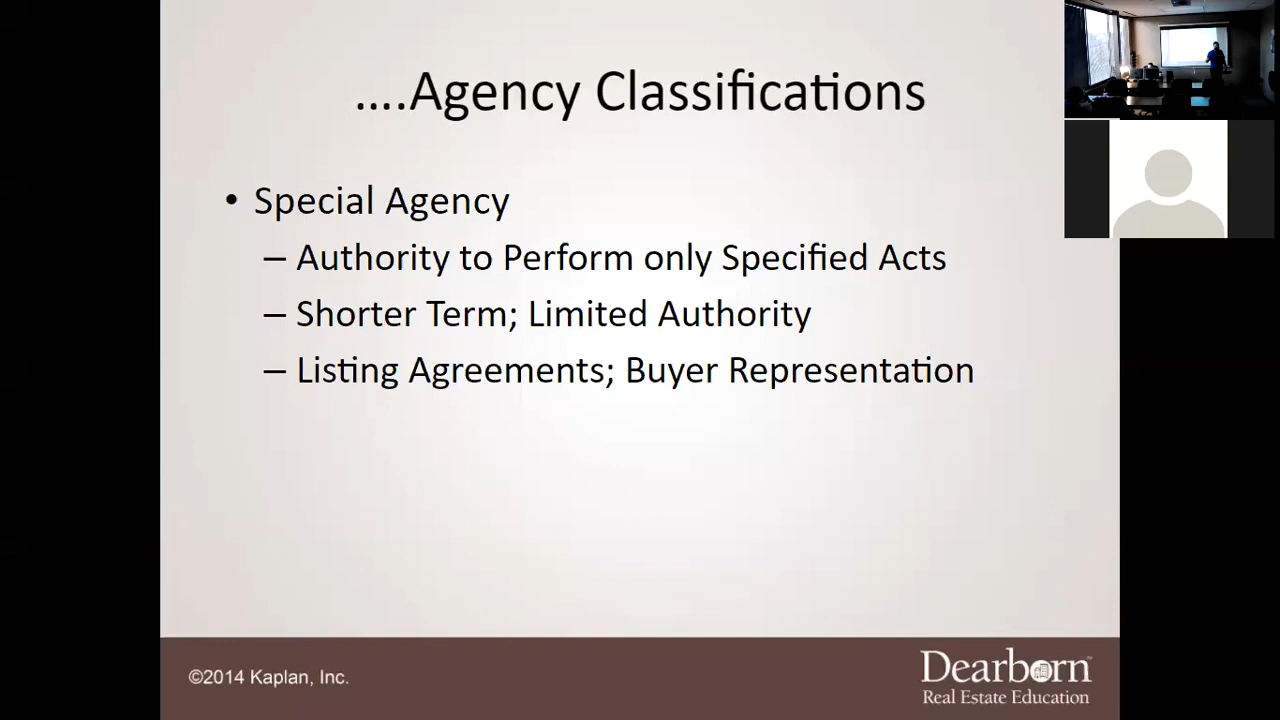 ....Agency Classifications
• Special Agency
– Authority to Perform only Specified Acts
– Shorter Term; Limited Authority
– Listing Agreements; Buyer Representation
©2014 Kaplan, Inc.
Dearborn™
Real Estate Education